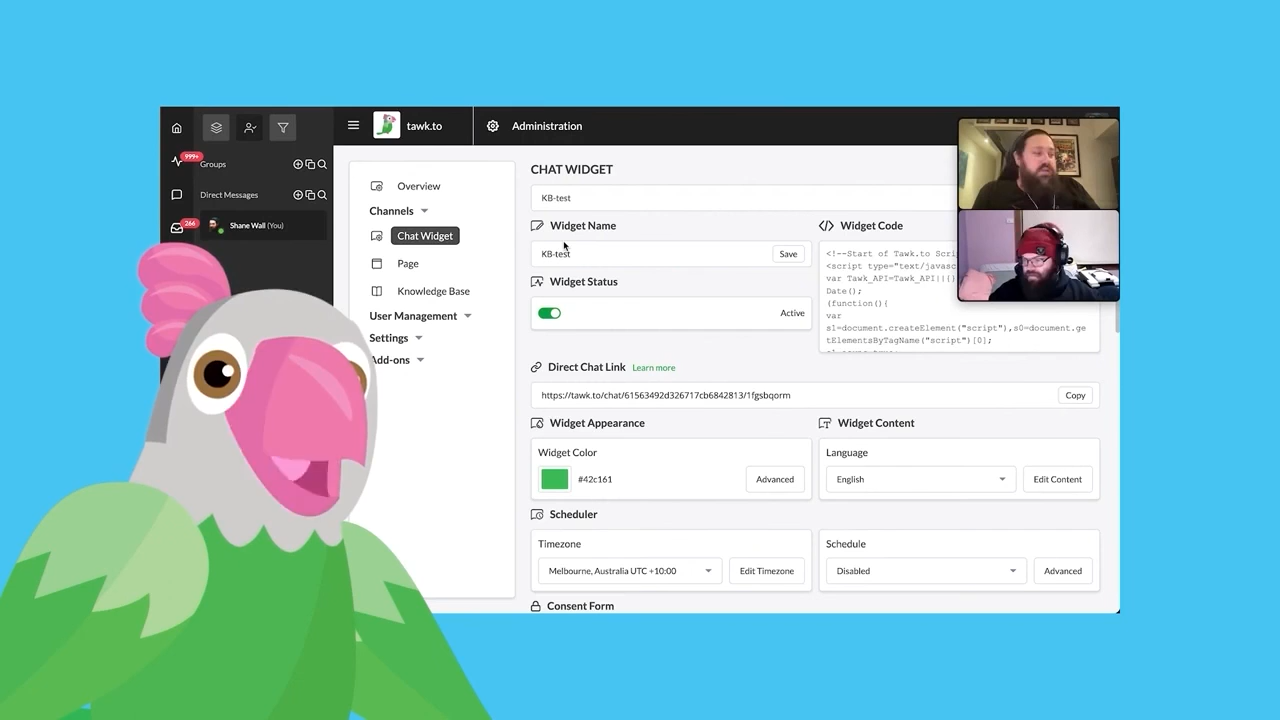 tawk.to
Administration
999+
Groups
Direct Messages
266
Shane Wall (You)
Overview
Channels
Chat Widget
Page
Knowledge Base
User Management
Settings
Add-ons
CHAT WIDGET
KB-test
Widget Name
KB-test
Save
Widget Status
Active
Widget Code
<!--Start of Tawk.to Scri
<script type="text/javasc
var Tawk_API=Tawk_API||{}
Date();
(function(){
var
s1=document.createElement("script"),s0=document.ge
tElementsByTagName("script")[0];
Direct Chat Link Learn more
https://tawk.to/chat/61563492d326717cb6842813/1fgsbqorm
Copy
Widget Appearance
Widget Color
#42c161
Advanced
Widget Content
Language
English
Edit Content
Scheduler
Timezone
Melbourne, Australia UTC +10:00
Edit Timezone
Schedule
Disabled
Advanced
Consent Form